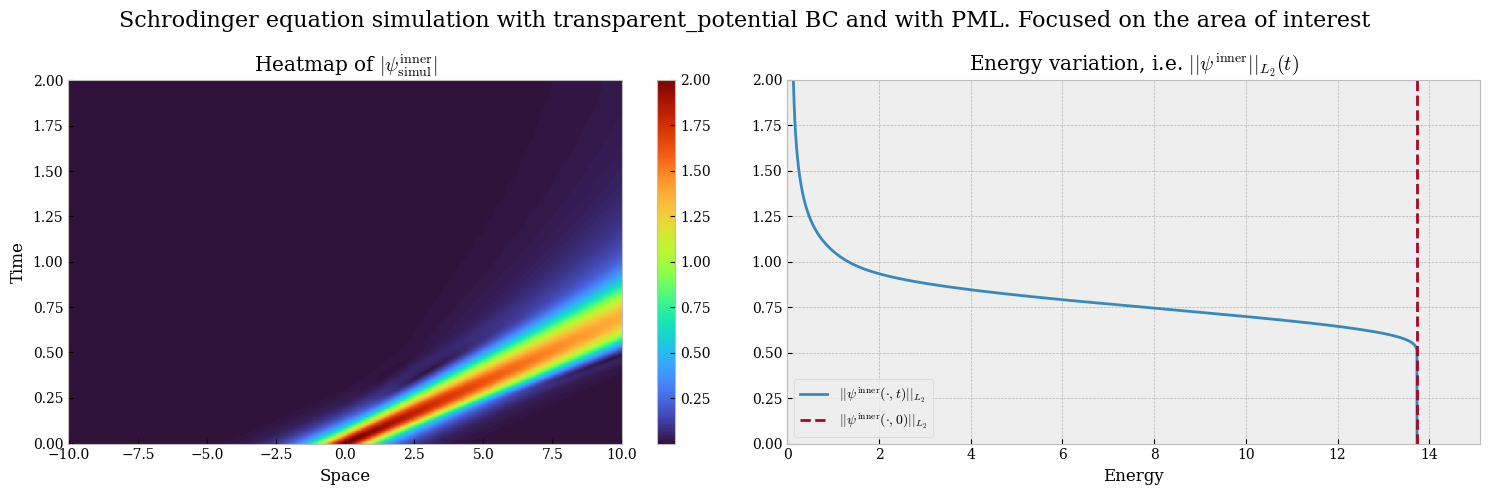 Schrodinger equation simulation with transparent_potential BC and with PML. Focused on the area of interest
Heatmap of |ψ_simul^inner|
2.00
1.75
1.50
1.25
1.00
0.75
0.50
0.25
0.00
Time
−10.0 −7.5 −5.0 −2.5 0.0 2.5 5.0 7.5 10.0
Space
2.00
1.75
1.50
1.25
1.00
0.75
0.50
0.25
Energy variation, i.e. ||ψ^inner||_L₂(t)
2.00
1.75
1.50
1.25
1.00
0.75
0.50
0.25
0.00
||ψ^inner(·, t)||_L₂
||ψ^inner(·, 0)||_L₂
0 2 4 6 8 10 12 14
Energy